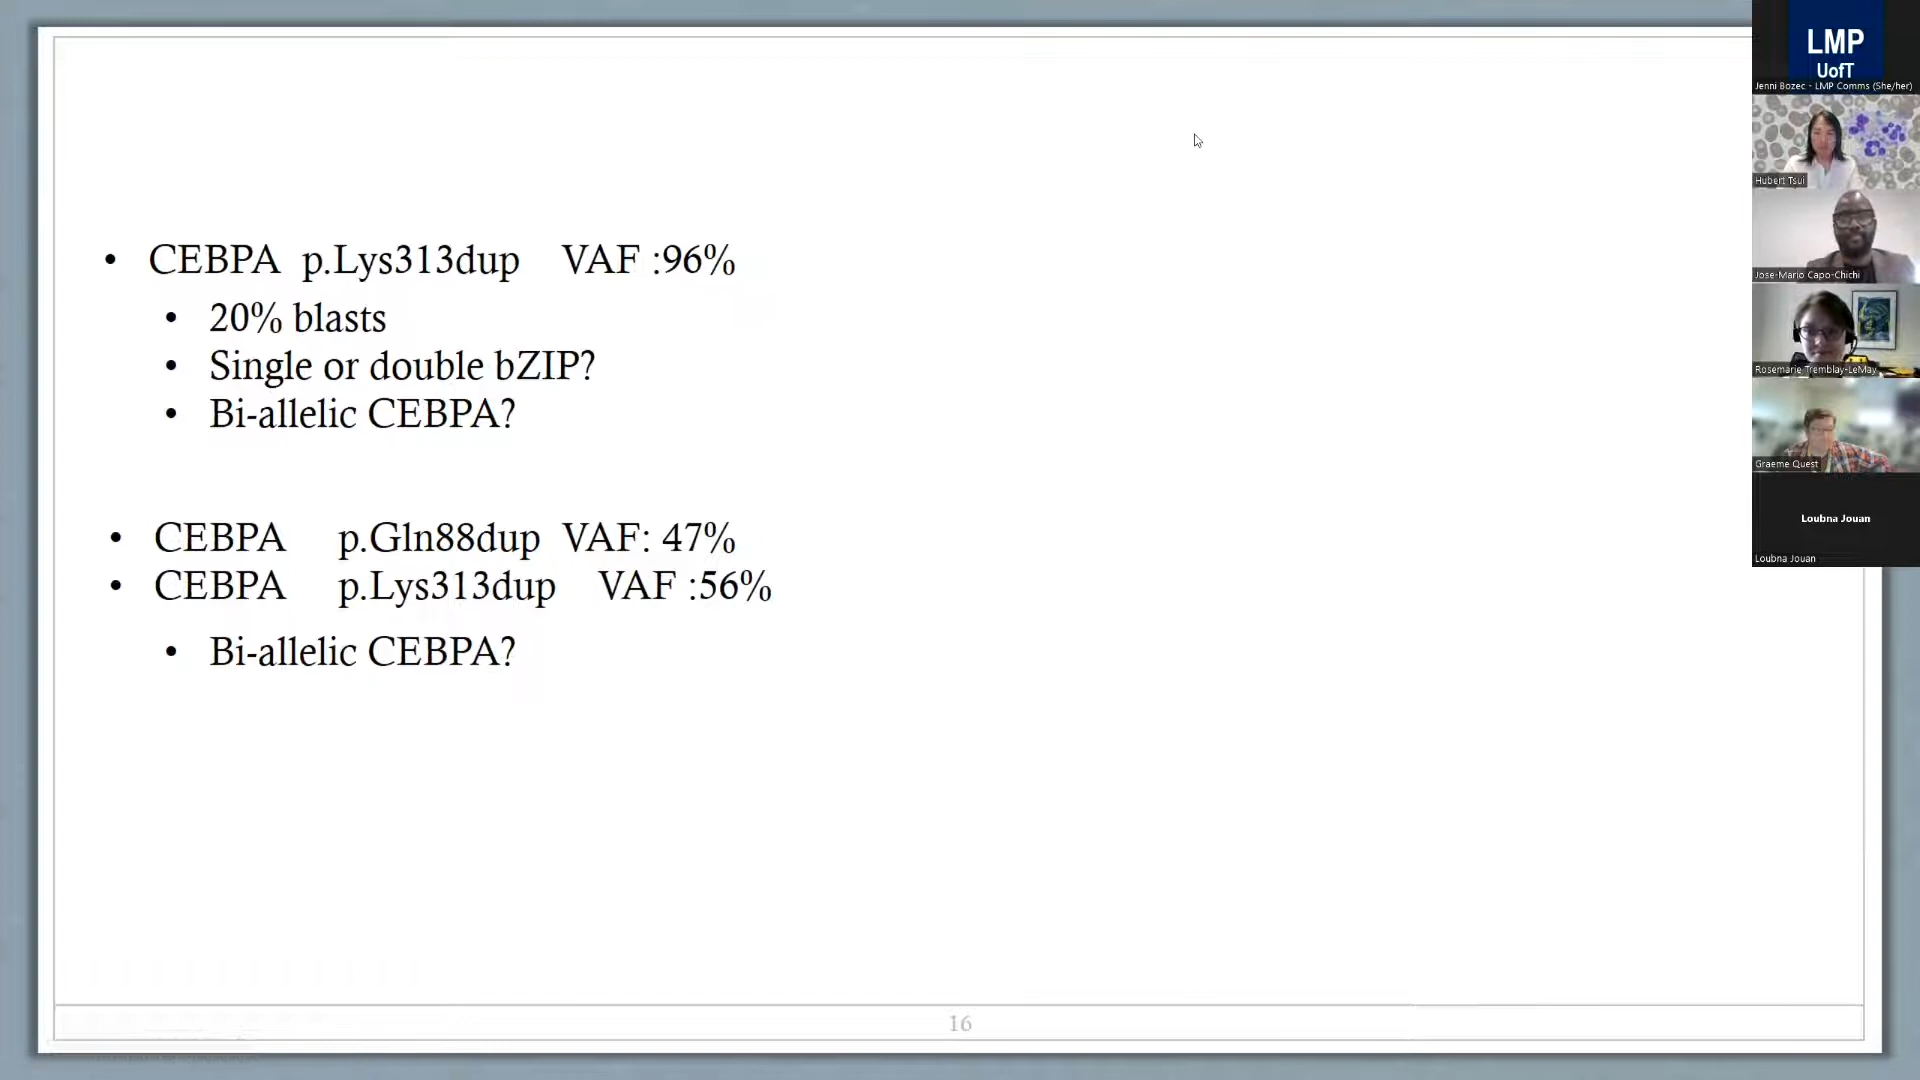 • CEBPA p.Lys313dup VAF :96%
• 20% blasts
• Single or double bZIP?
• Bi-allelic CEBPA?
• CEBPA p.Gln88dup VAF: 47%
• CEBPA p.Lys313dup VAF :56%
• Bi-allelic CEBPA?
16
LMP
UofT
Jenni Bozec - LMP Comms (She/her)
Hubert Tsui
Jose-Mario Capo-Chichi
Rosemarie Tremblay-LeMay
Graeme Quest
Loubna Jouan
Loubna Jouan